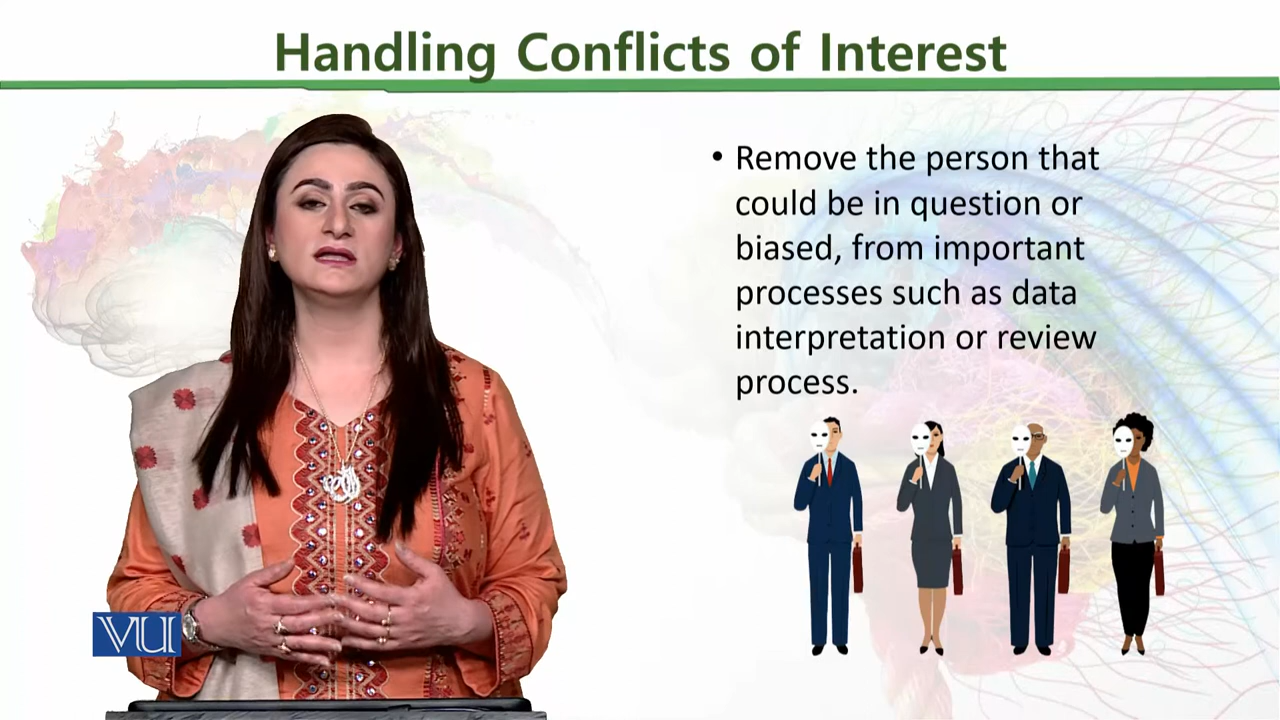 Handling Conflicts of Interest
• Remove the person that
could be in question or
biased, from important
processes such as data
interpretation or review
process.
VU